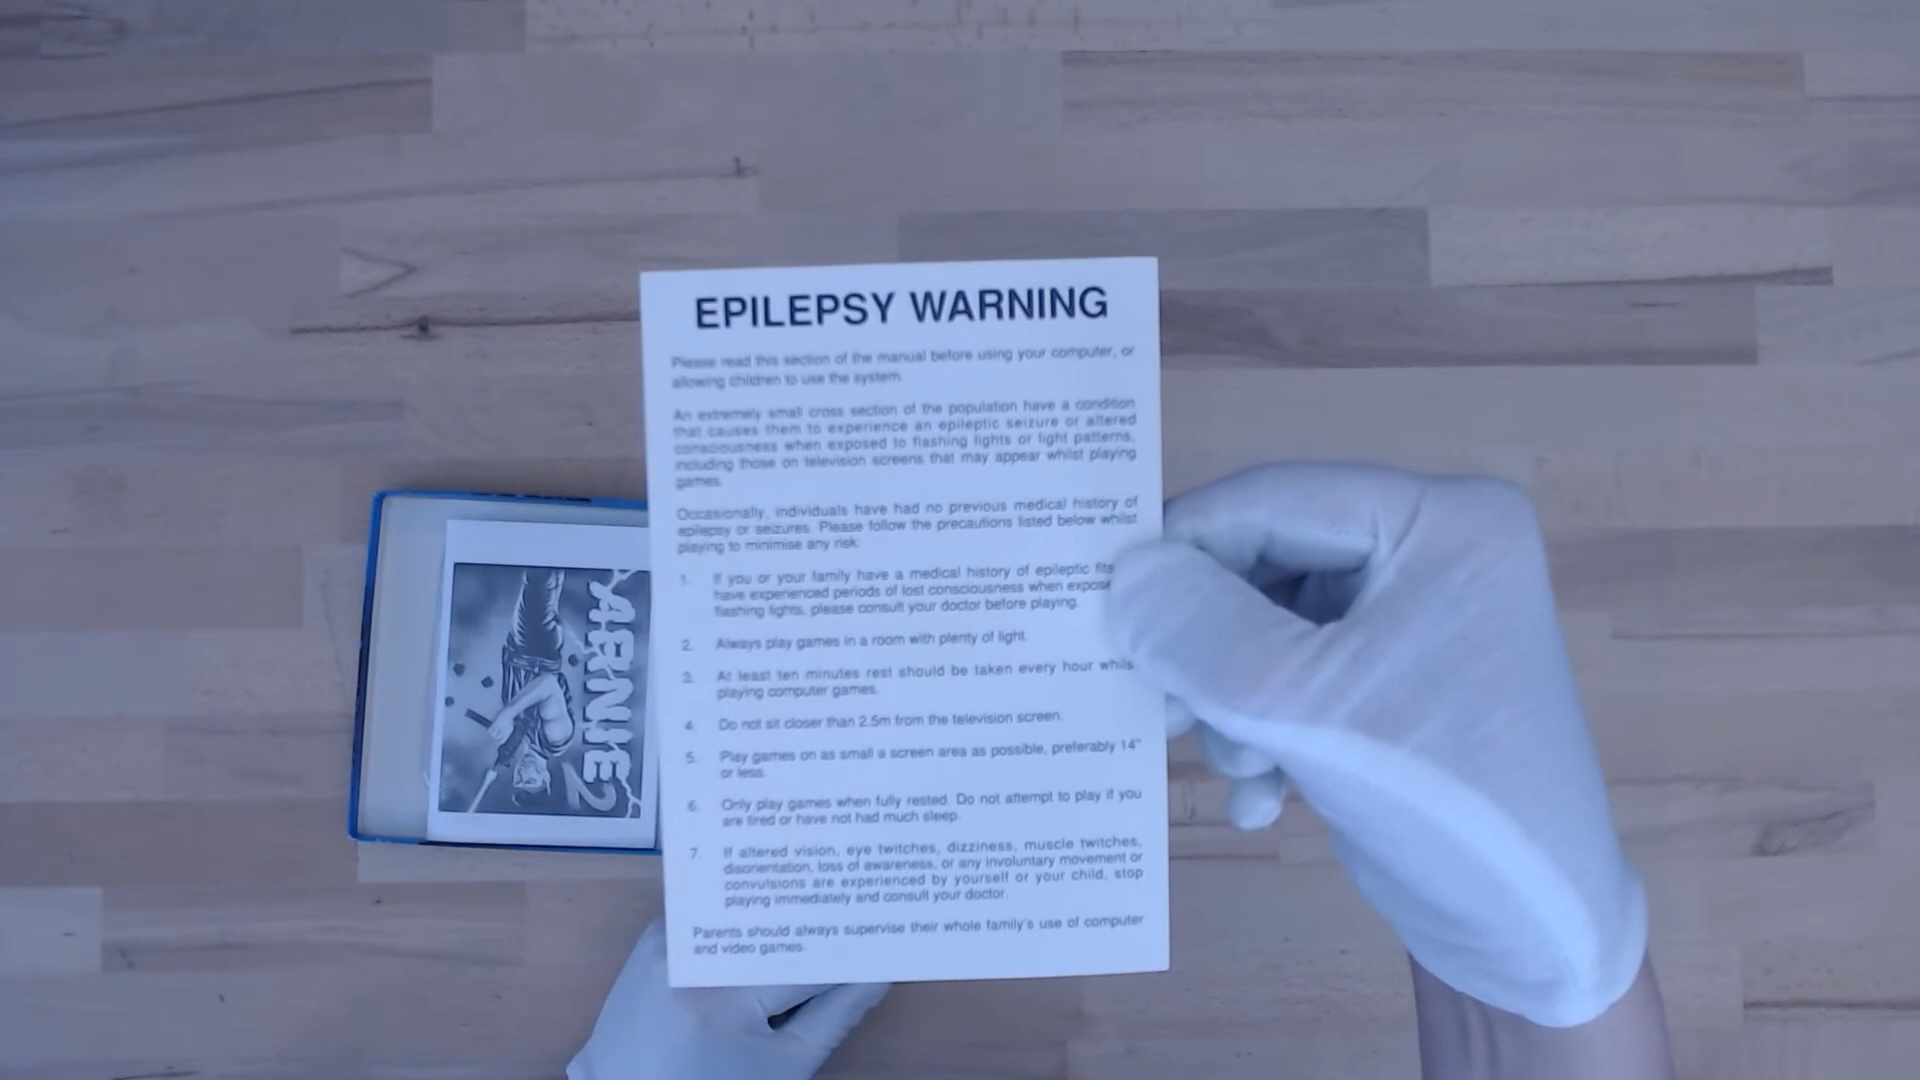 EPILEPSY WARNING
Please read this section of the manual before using your computer, or
allowing children to use the system.
An extremely small cross section of the population have a condition
that causes them to experience an epileptic seizure or altered
consciousness when exposed to flashing lights or light patterns,
including those on television screens that may appear whilst playing
games.
Occasionally, individuals have had no previous medical history of
epilepsy or seizures. Please follow the precautions listed below whilst
playing to minimise any risk:
1. If you or your family have a medical history of epileptic fits
have experienced periods of lost consciousness when
flashing lights, please consult your doctor before playing.
2. Always play games in a room with plenty of light.
3. At least ten minutes rest should be taken every hour
playing computer games.
4. Do not sit closer than 2.5m from the television screen.
5. Play games on as small a screen area as possible, preferably 14"
or less.
6. Only play games when fully rested. Do not attempt to play if you
are tired or have not had much sleep.
7. If altered vision, eye twitches, dizziness, muscle twitches,
disorientation, loss of awareness, or any involuntary movement or
convulsions are experienced by yourself or your child, stop
playing immediately and consult your doctor.
Parents should always supervise their whole family's use of computer
and video games.
ARNIE 2